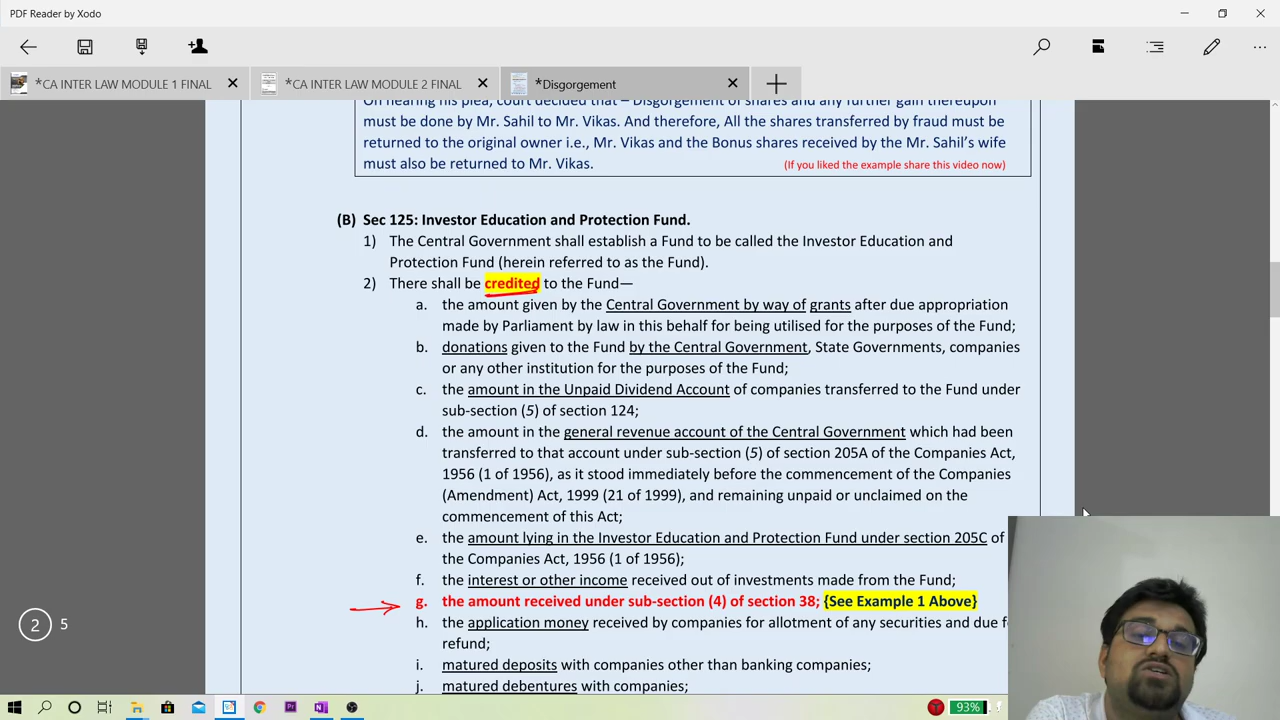 PDF Reader by Xodo
*CA INTER LAW MODULE 1 FINAL
*CA INTER LAW MODULE 2 FINAL
*Disgorgement
On hearing his plea, court decided that – Disgorgement of shares and any further gain thereupon
must be done by Mr. Sahil to Mr. Vikas. And therefore, All the shares transferred by fraud must be
returned to the original owner i.e., Mr. Vikas and the Bonus shares received by the Mr. Sahil's wife
must also be returned to Mr. Vikas. (If you liked the example share this video now)
(B) Sec 125: Investor Education and Protection Fund.
1) The Central Government shall establish a Fund to be called the Investor Education and
Protection Fund (herein referred to as the Fund).
2) There shall be credited to the Fund—
a. the amount given by the Central Government by way of grants after due appropriation
made by Parliament by law in this behalf for being utilised for the purposes of the Fund;
b. donations given to the Fund by the Central Government, State Governments, companies
or any other institution for the purposes of the Fund;
c. the amount in the Unpaid Dividend Account of companies transferred to the Fund under
sub-section (5) of section 124;
d. the amount in the general revenue account of the Central Government which had been
transferred to that account under sub-section (5) of section 205A of the Companies Act,
1956 (1 of 1956), as it stood immediately before the commencement of the Companies
(Amendment) Act, 1999 (21 of 1999), and remaining unpaid or unclaimed on the
commencement of this Act;
e. the amount lying in the Investor Education and Protection Fund under section 205C of
the Companies Act, 1956 (1 of 1956);
f. the interest or other income received out of investments made from the Fund;
g. the amount received under sub-section (4) of section 38; {See Example 1 Above}
h. the application money received by companies for allotment of any securities and due
refund;
i. matured deposits with companies other than banking companies;
j. matured debentures with companies;
2 5
93%